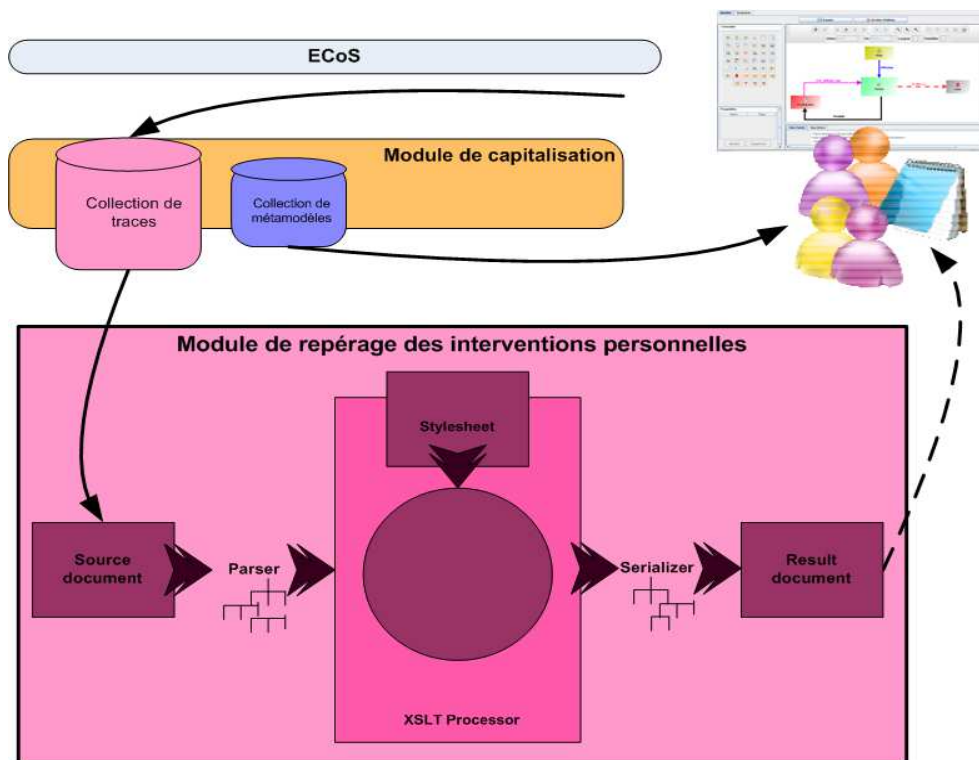 ECoS
Module de capitalisation
Collection de
traces
Collection de
métamodèles
Module de repérage des interventions personnelles
Stylesheet
Source
document
Parser
Serializer
Result
document
XSLT Processor